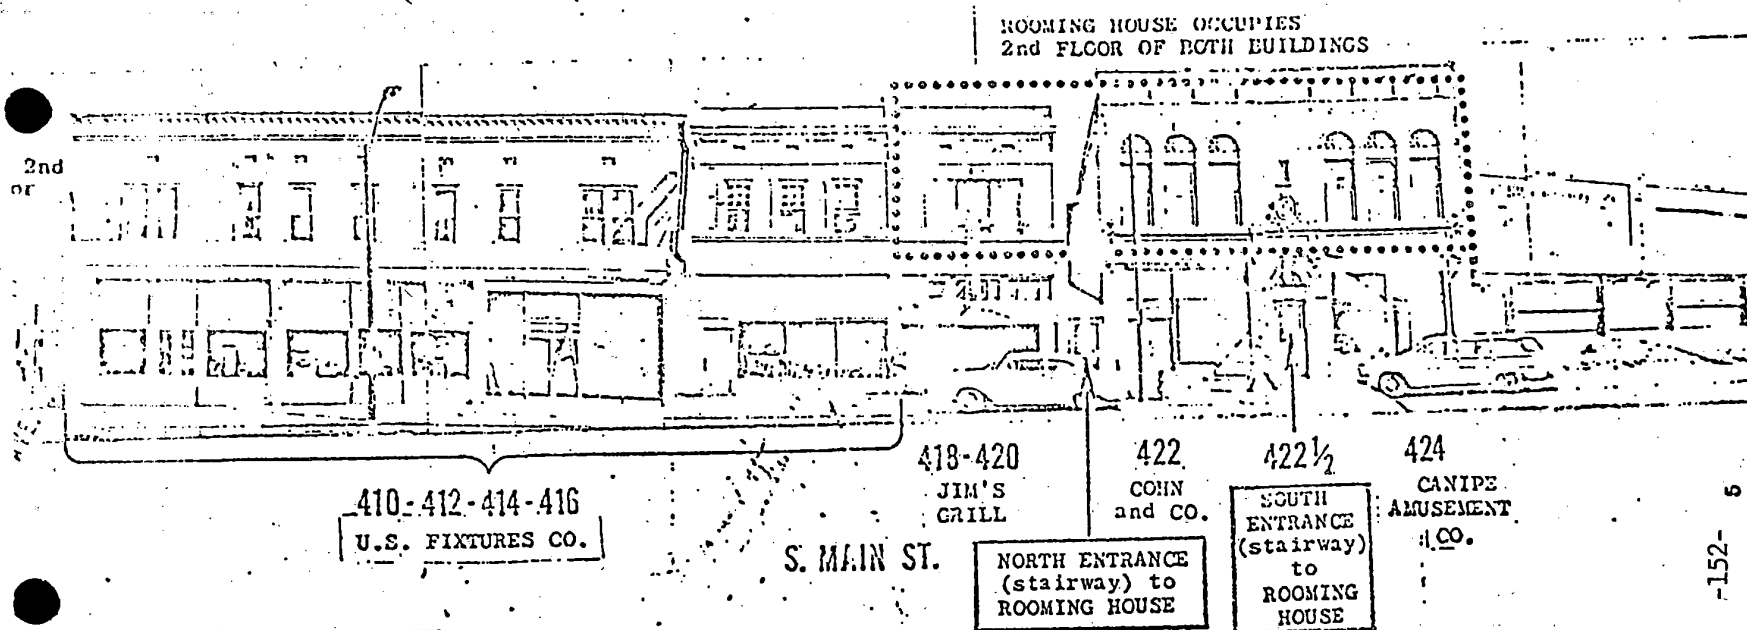 ROOMING HOUSE OCCUPIES
2nd FLOOR OF BOTH BUILDINGS
2nd
or
410-412-414-416
U.S. FIXTURES CO.
418-420
JIM'S
GRILL
422
COHN
and CO.
422½
SOUTH
ENTRANCE
(stairway)
to
ROOMING
HOUSE
424
CANIPE
AMUSEMENT
CO.
S. MAIN ST.
NORTH ENTRANCE
(stairway) to
ROOMING HOUSE
5
-152-